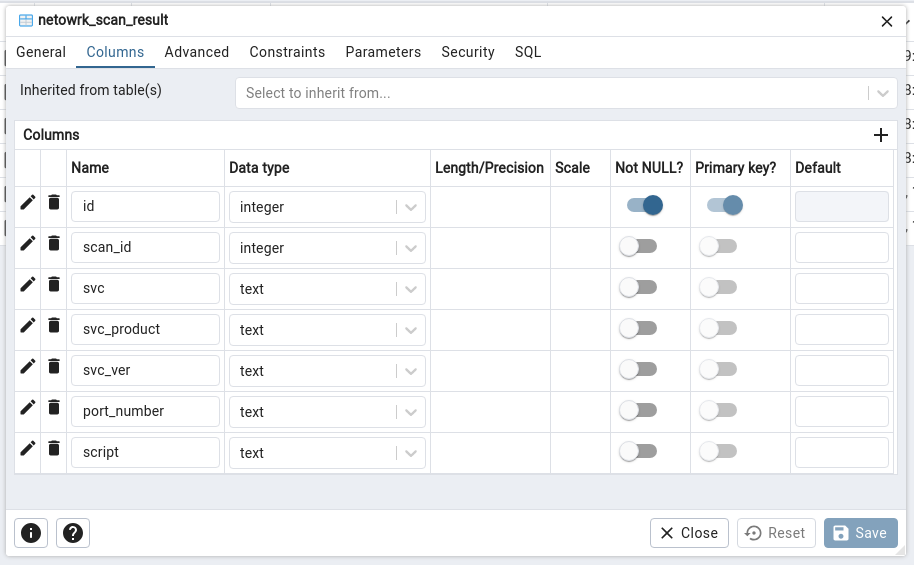 netowrk_scan_result
General Columns Advanced Constraints Parameters Security SQL
Inherited from table(s) Select to inherit from...
Columns
Name Data type Length/Precision Scale Not NULL? Primary key? Default
id integer
scan_id integer
svc text
svc_product text
svc_ver text
port_number text
script text
Close Reset Save